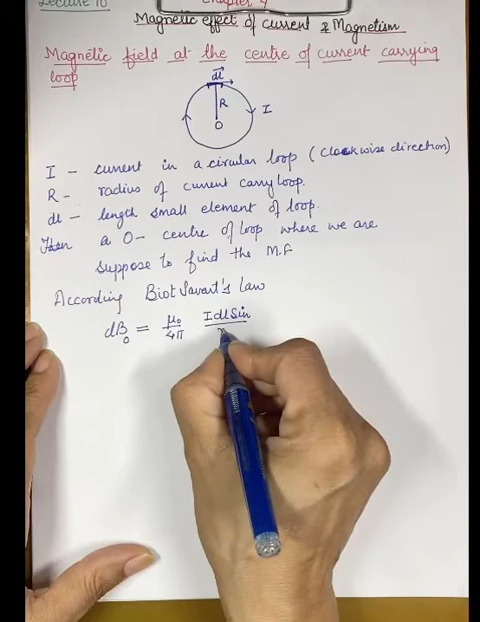 Lecture 10
Chapter 4
Magnetic effect of current & Magnetism
Magnetic field at the centre of current carrying
loop
dl
R
I
O
I - current in a circular loop (Clockwise direction)
R - radius of current carry loop.
dl - length small element of loop.
Then a O - centre of loop where we are
suppose to find the M.F
According Biot Savart's Law
dB₀ = μ₀/4π IdlSin